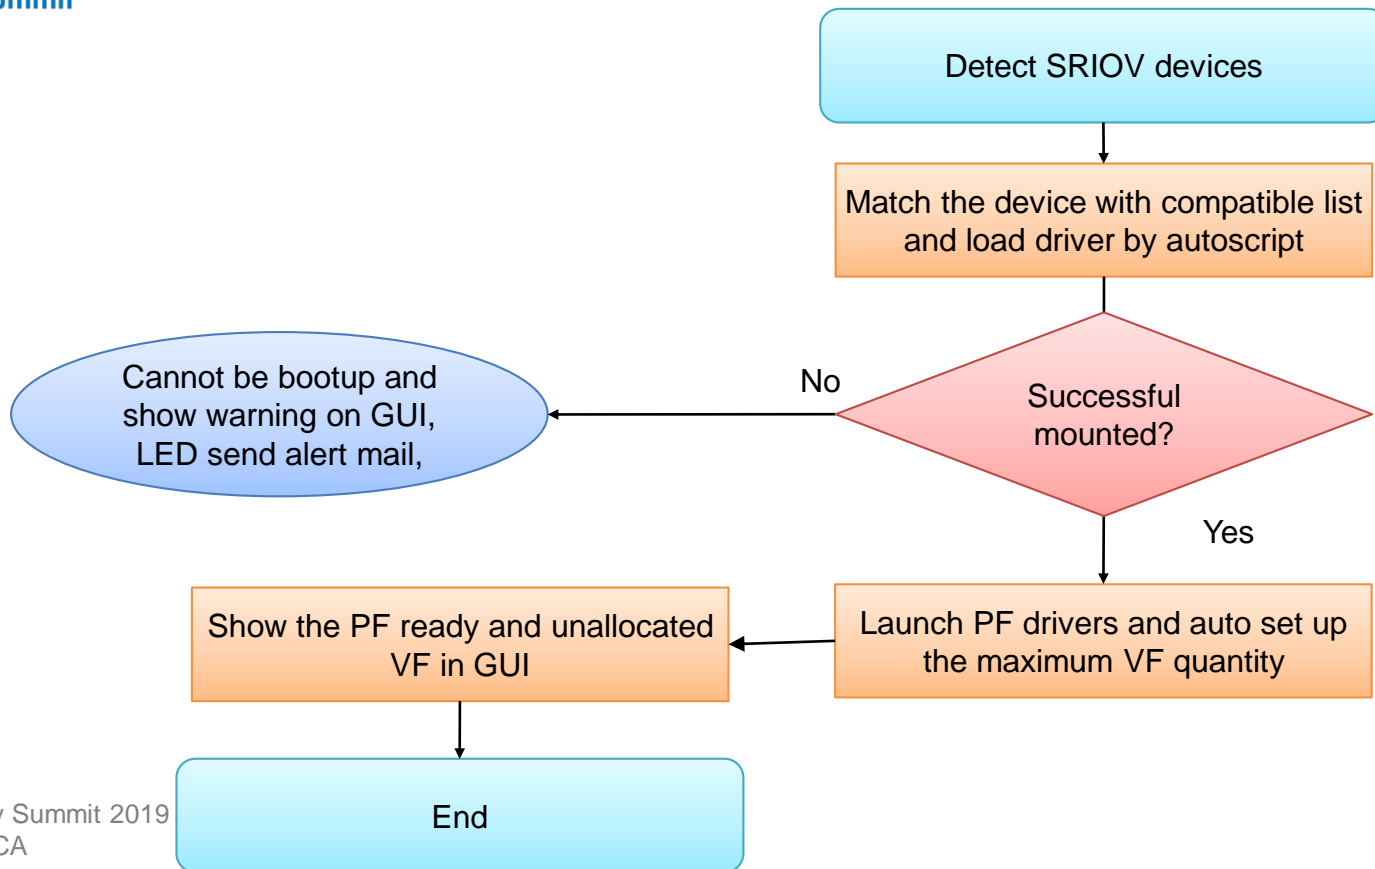 Detect SRIOV devices
Match the device with compatible list
and load driver by autoscript
Successful
mounted?
No
Cannot be bootup and
show warning on GUI,
LED send alert mail,
Yes
Launch PF drivers and auto set up
the maximum VF quantity
Show the PF ready and unallocated
VF in GUI
End
Summit 2019
CA